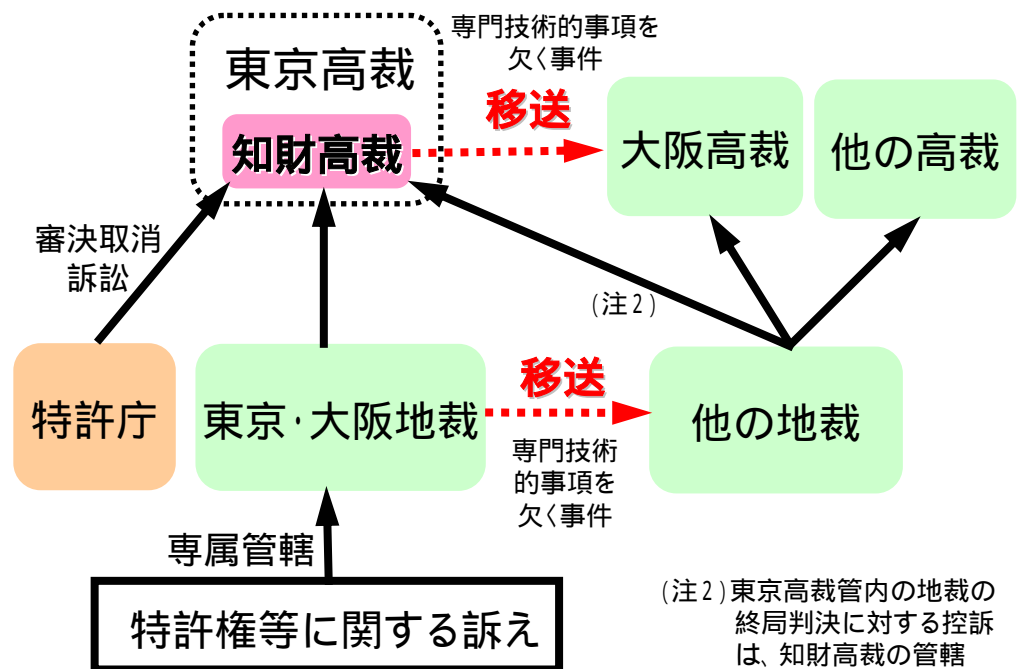 専門技術的事項を
欠く事件
東京高裁
移送
知財高裁
大阪高裁
他の高裁
審決取消
訴訟
(注2)
特許庁
東京・大阪地裁
移送
他の地裁
専門技術
的事項を
欠く事件
専属管轄
特許権等に関する訴え
(注2)東京高裁管内の地裁の
終局判決に対する控訴
は、知財高裁の管轄